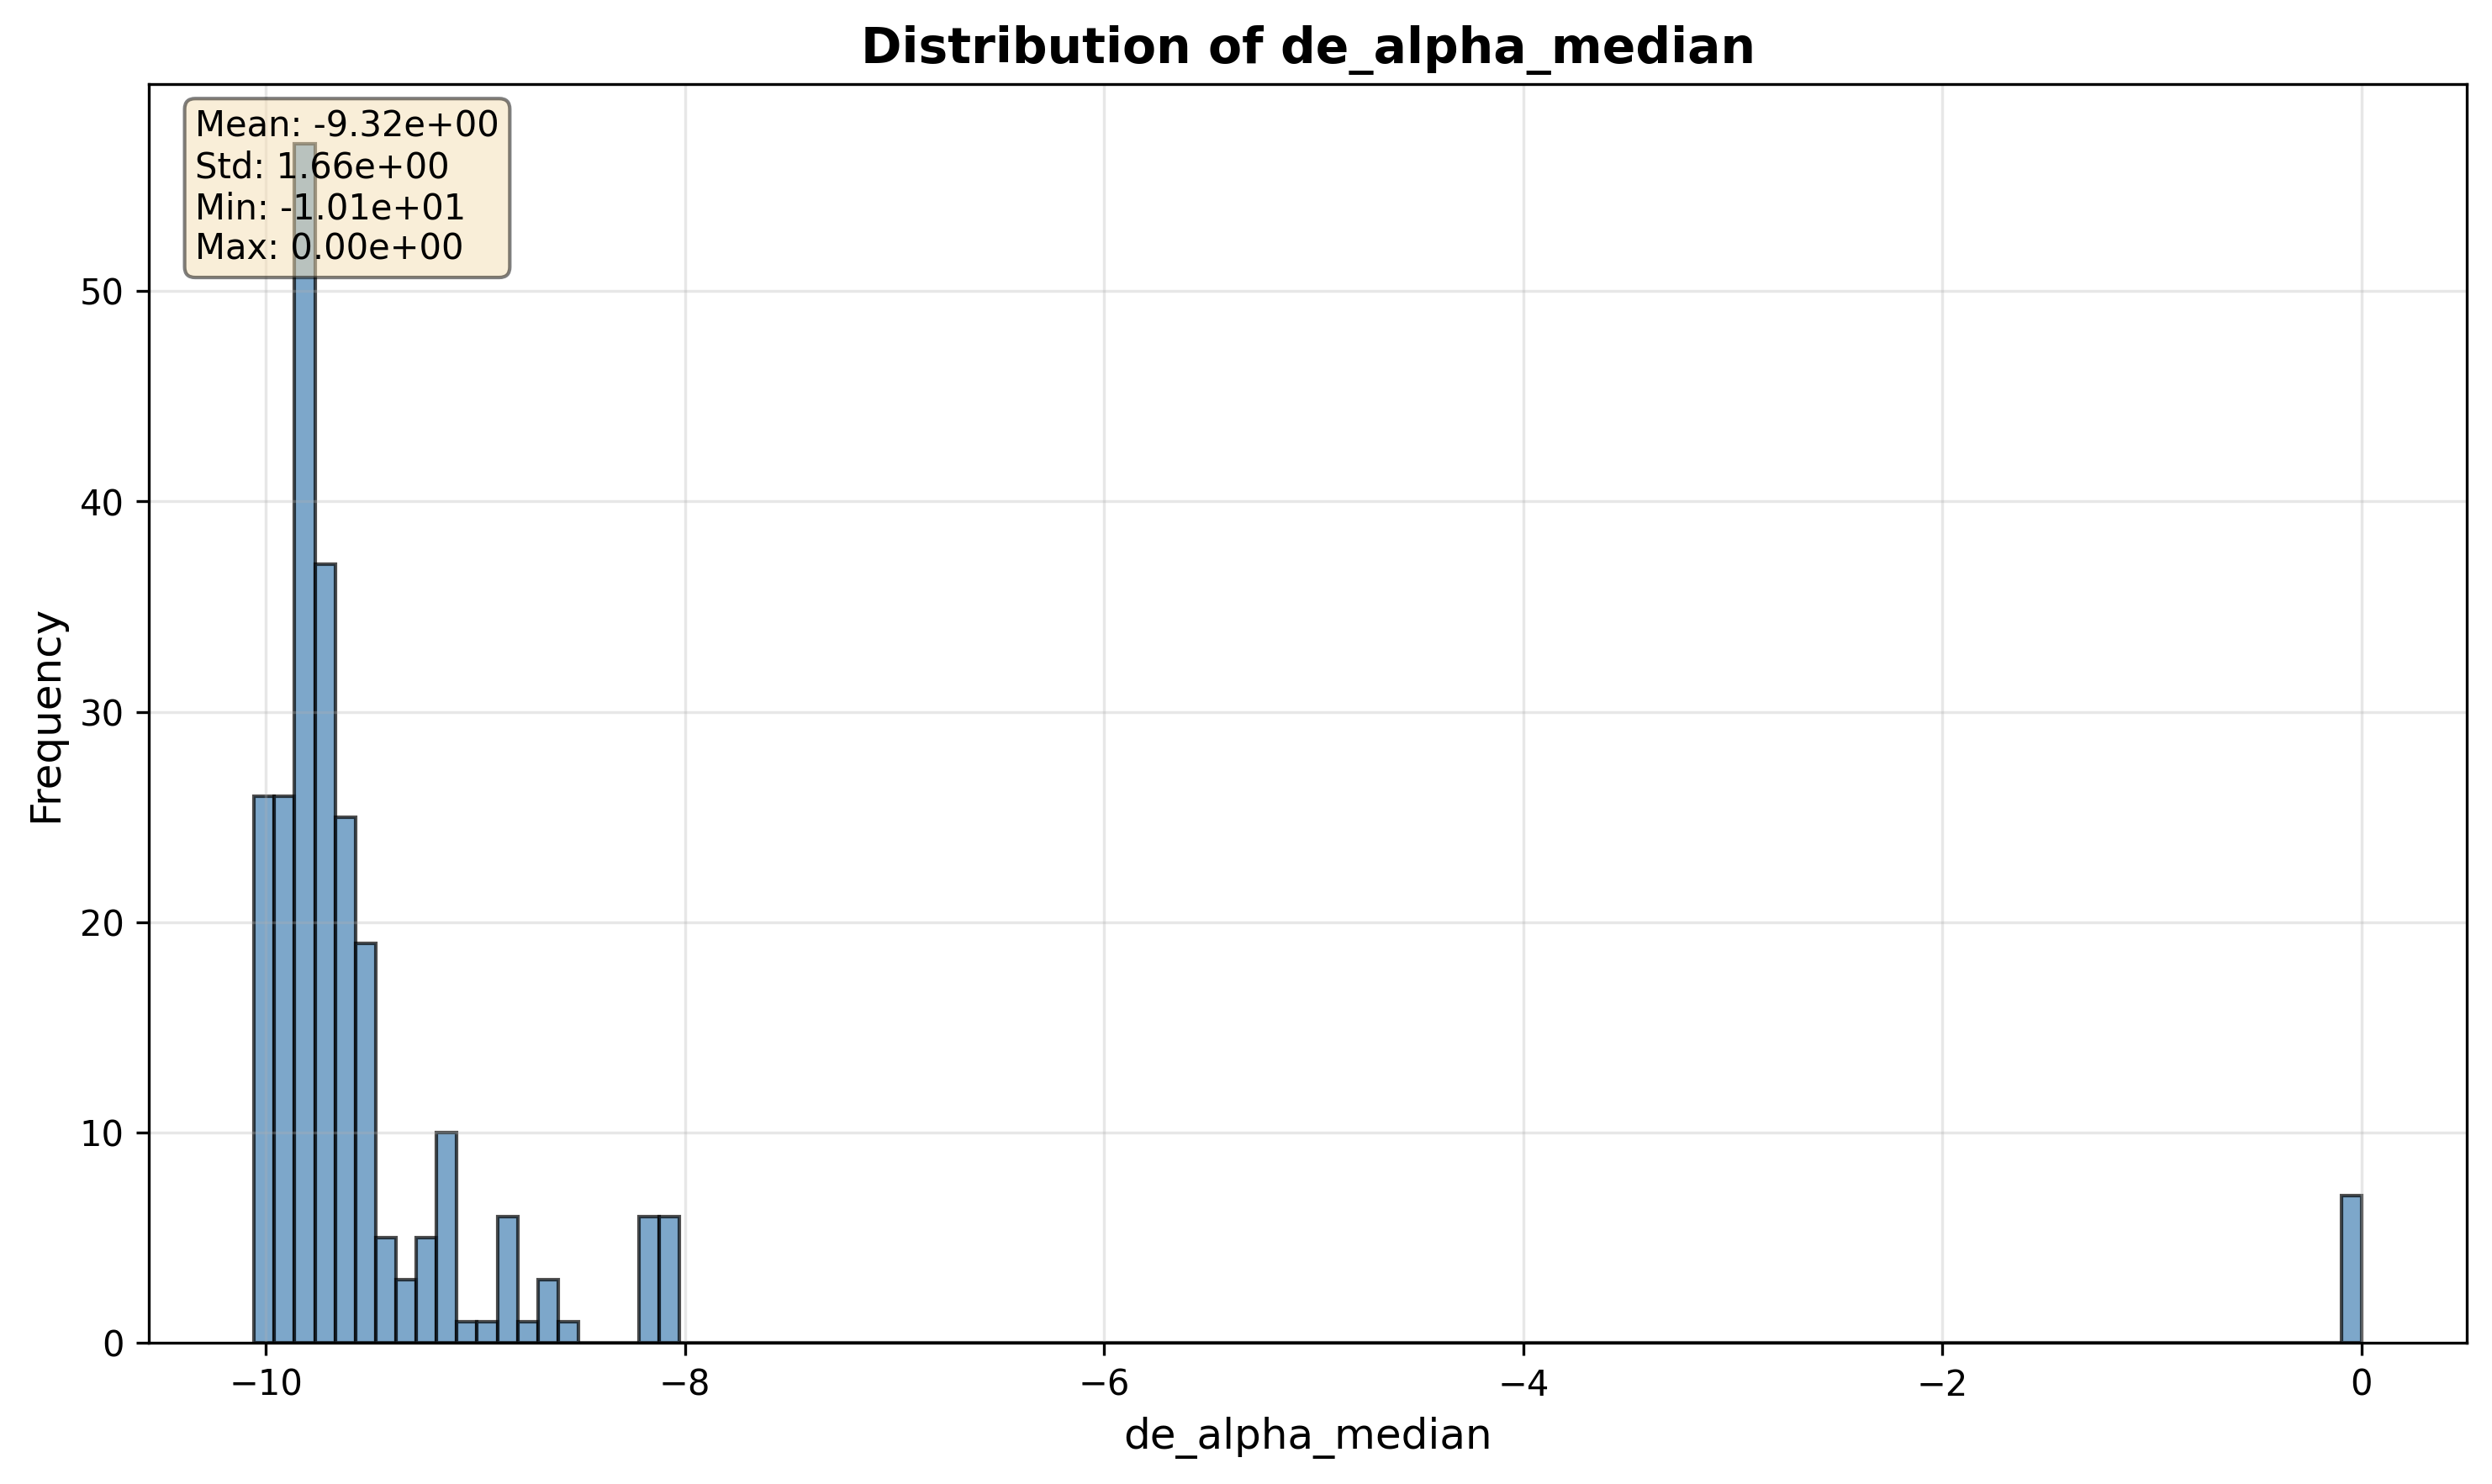 Distribution of de_alpha_median
Mean: -9.32e+00
Std: 1.66e+00
Min: -1.01e+01
Max: 0.00e+00
50
40
30
20
10
0
Frequency
−10
−8
−6
−4
−2
0
de_alpha_median